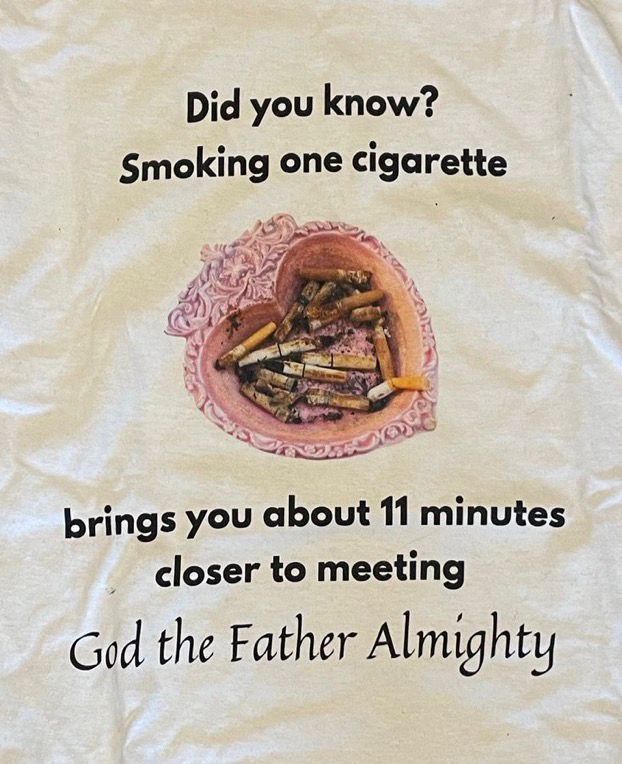 Did you know?
Smoking one cigarette
brings you about 11 minutes
closer to meeting
God the Father Almighty